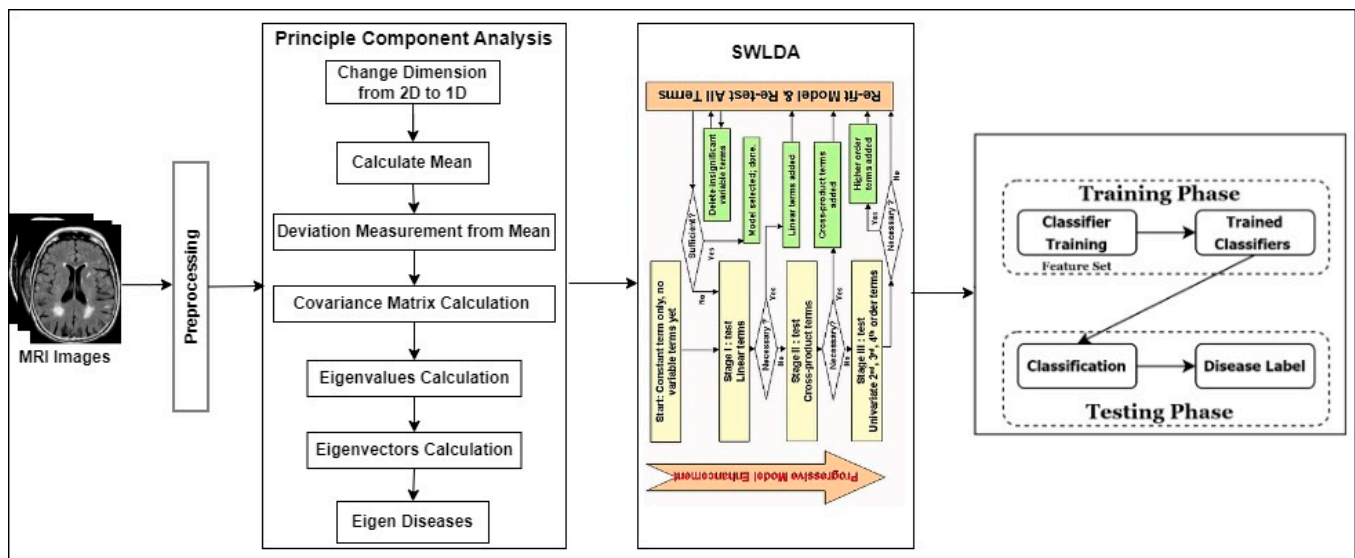 MRI Images
Preprocessing
Principle Component Analysis
Change Dimension
from 2D to 1D
Calculate Mean
Deviation Measurement from Mean
Covariance Matrix Calculation
Eigenvalues Calculation
Eigenvectors Calculation
Eigen Diseases
SWLDA
Re-fit Model & Re-test All Terms
Delete insignificant
variable terms
Model selected; done.
Linear terms added
Cross-product terms
added
Higher order
terms added
Sufficient?
Yes
No
Necessary ?
Yes
No
Necessary?
Yes
No
Necessary ?
Yes
No
Start: Constant term only, no
variable terms yet
Stage I : test
Linear terms
Stage II : test
Cross-product terms
Stage III : test
Univariate 2nd, 3rd, 4th order terms
Progressive Model Enhancement
Training Phase
Classifier
Training
Trained
Classifiers
Feature Set
Classification
Disease Label
Testing Phase